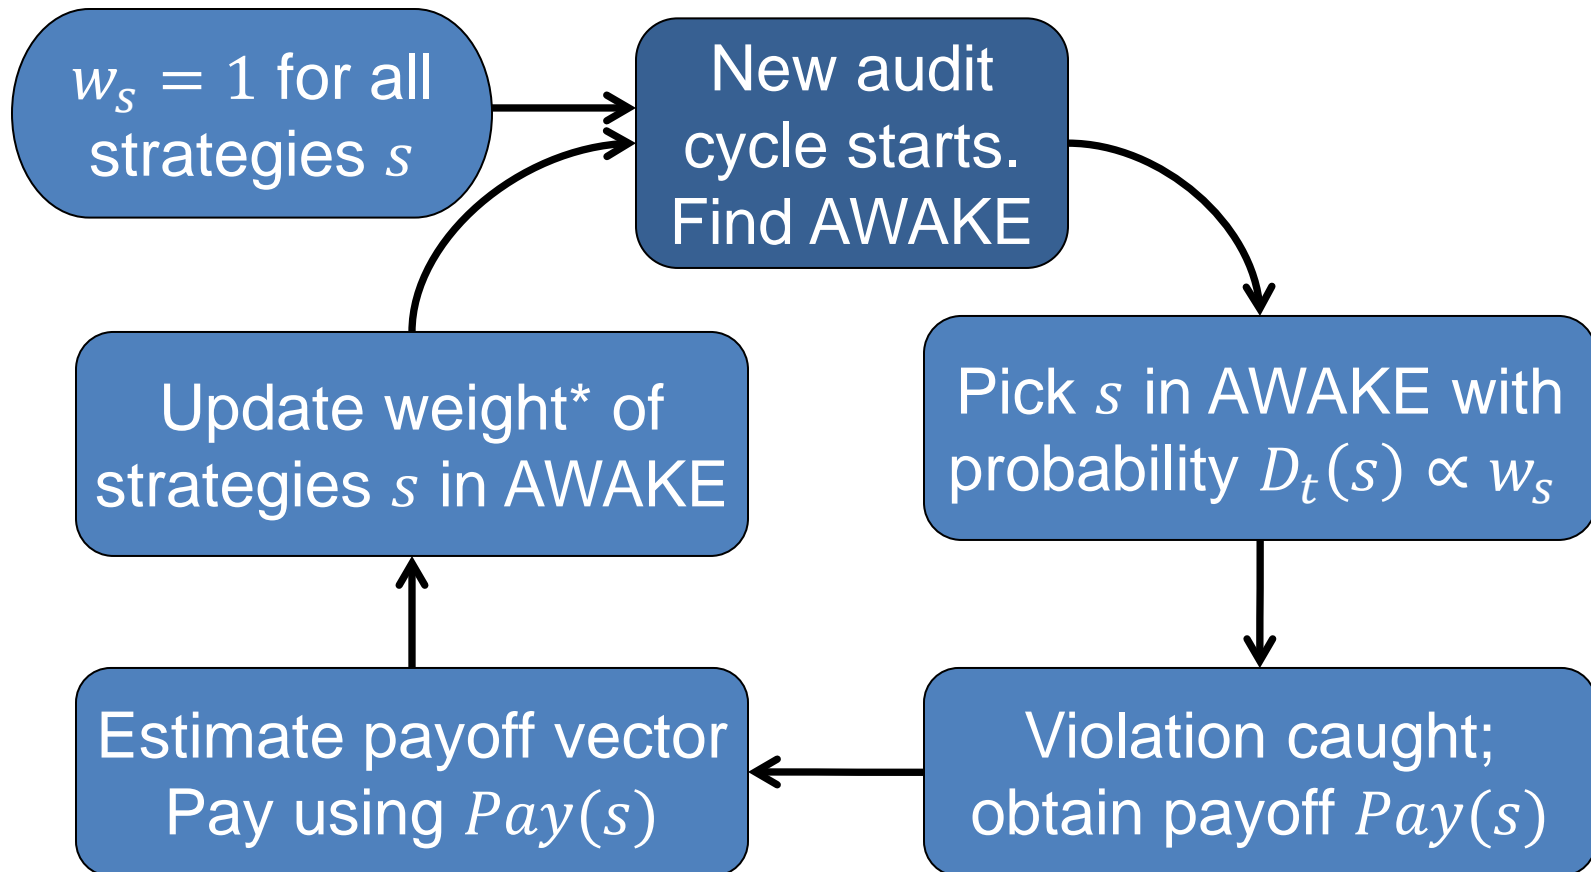 w_s = 1 for all
strategies s
New audit
cycle starts.
Find AWAKE
Pick s in AWAKE with
probability D_t(s) ∝ w_s
Violation caught;
obtain payoff Pay(s)
Estimate payoff vector
Pay using Pay(s)
Update weight* of
strategies s in AWAKE